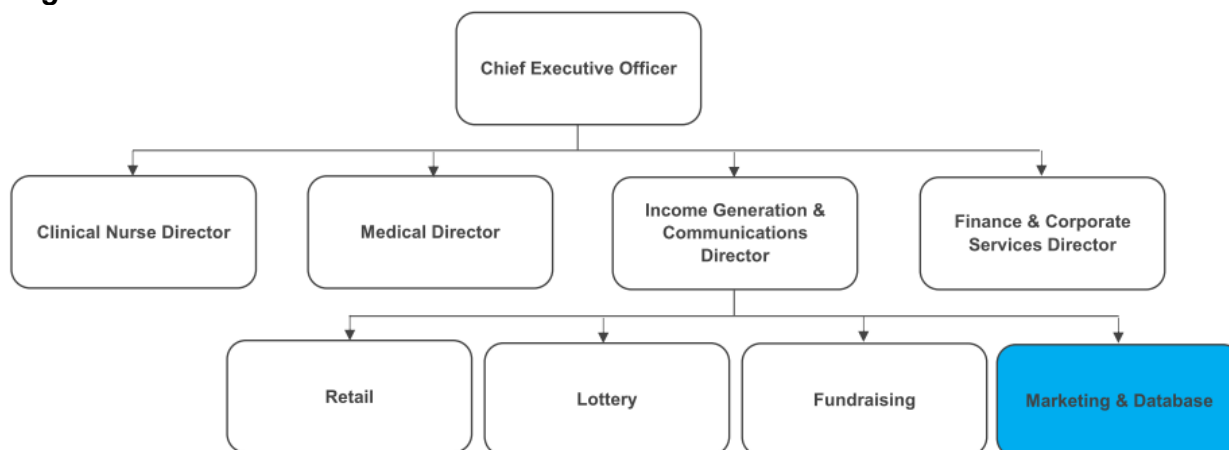 g
Chief Executive Officer
Clinical Nurse Director
Medical Director
Income Generation &
Communications
Director
Finance & Corporate
Services Director
Retail
Lottery
Fundraising
Marketing & Database